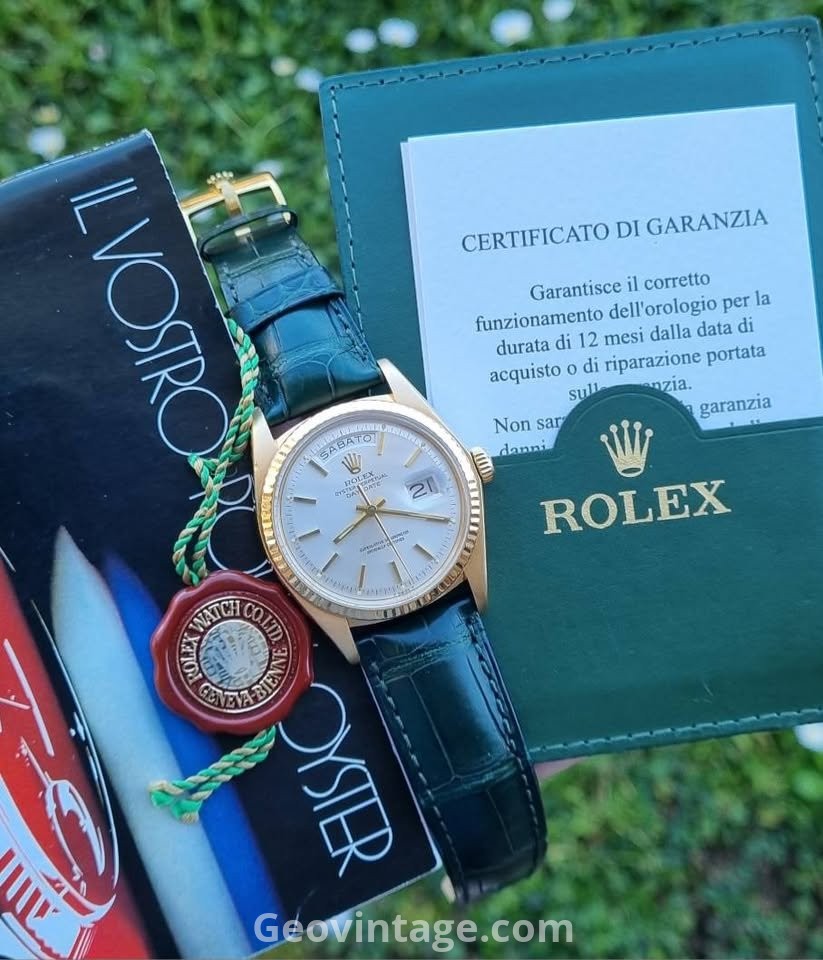 IL VOSTRO
OYSTER
CERTIFICATO DI GARANZIA
Garantisce il corretto
funzionamento dell'orologio per la
durata di 12 mesi dalla data di
acquisto o di riparazione portata
garanzia
danni
ROLEX
SABATO
ROLEX
OYSTER PERPETUAL
DAY-DATE
21
ROLEX WATCH CO. LTD.
GENEVA-BIENNE
Geovintage.com